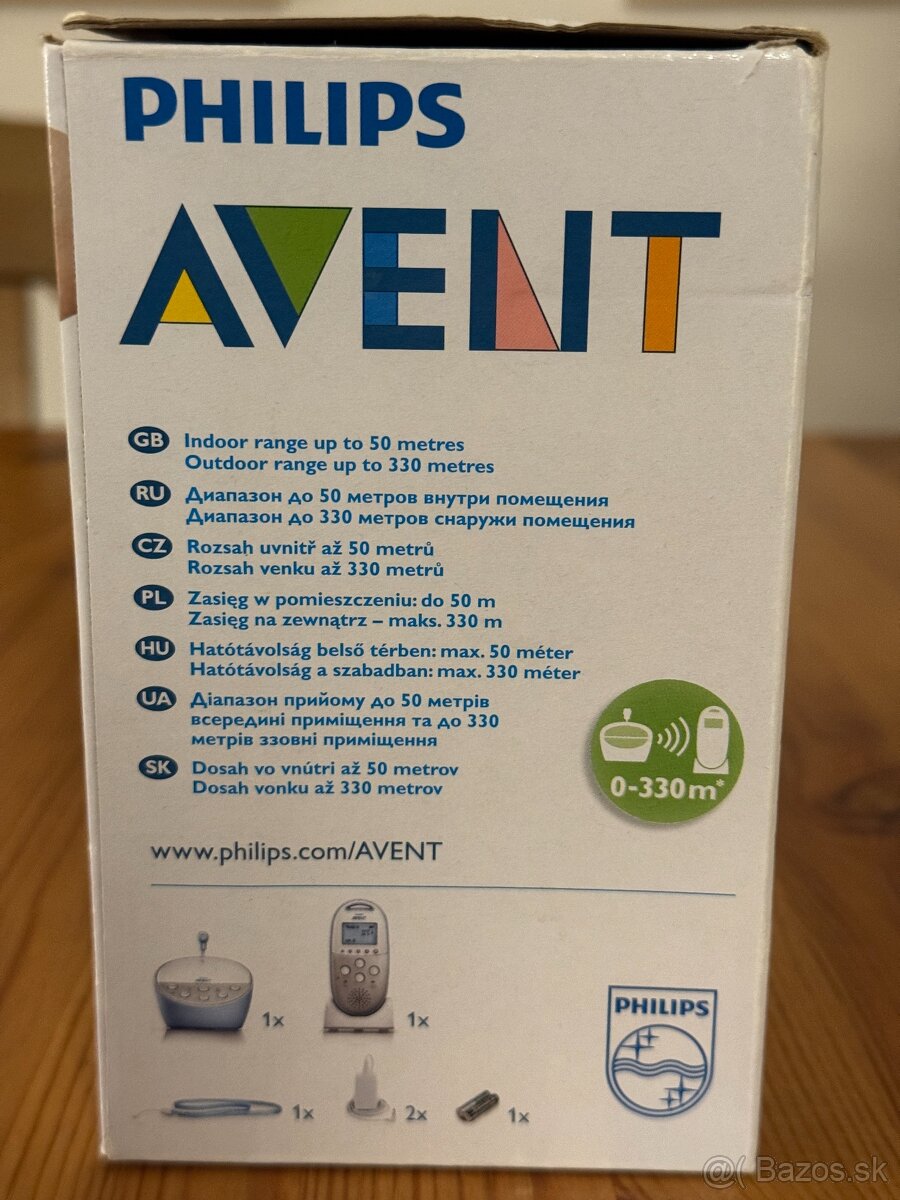 PHILIPS
AVENT
GB Indoor range up to 50 metres
Outdoor range up to 330 metres
RU Диапазон до 50 метров внутри помещения
Диапазон до 330 метров снаружи помещения
CZ Rozsah uvnitř až 50 metrů
Rozsah venku až 330 metrů
PL Zasięg w pomieszczeniu: do 50 m
Zasięg na zewnątrz – maks. 330 m
HU Hatótávolság belső térben: max. 50 méter
Hatótávolság a szabadban: max. 330 méter
UA Діапазон прийому до 50 метрів
всередині приміщення та до 330
метрів ззовні приміщення
SK Dosah vo vnútri až 50 metrov
Dosah vonku až 330 metrov
0-330m*
www.philips.com/AVENT
1x
1x
1x
2x
1x
PHILIPS
@( Bazos.sk